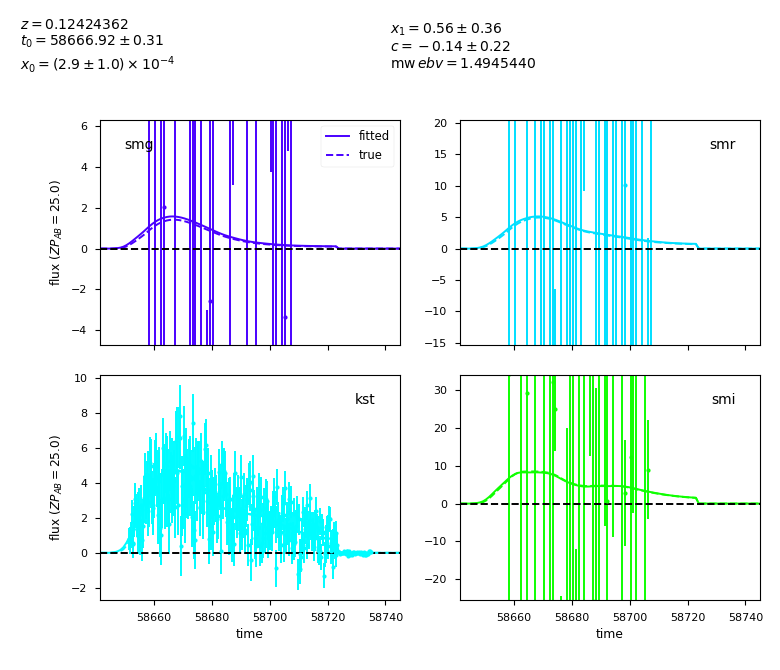 z = 0.12424362
t₀ = 58666.92 ± 0.31
x₀ = (2.9 ± 1.0) × 10⁻⁴
x₁ = 0.56 ± 0.36
c = −0.14 ± 0.22
mw ebv = 1.4945440
smg
fitted
true
6
4
2
0
−2
−4
flux (ZP_AB = 25.0)
smr
20
15
10
5
0
−5
−10
−15
kst
10
8
6
4
2
0
−2
flux (ZP_AB = 25.0)
58660 58680 58700 58720 58740
time
smi
30
20
10
0
−10
−20
58660 58680 58700 58720 58740
time